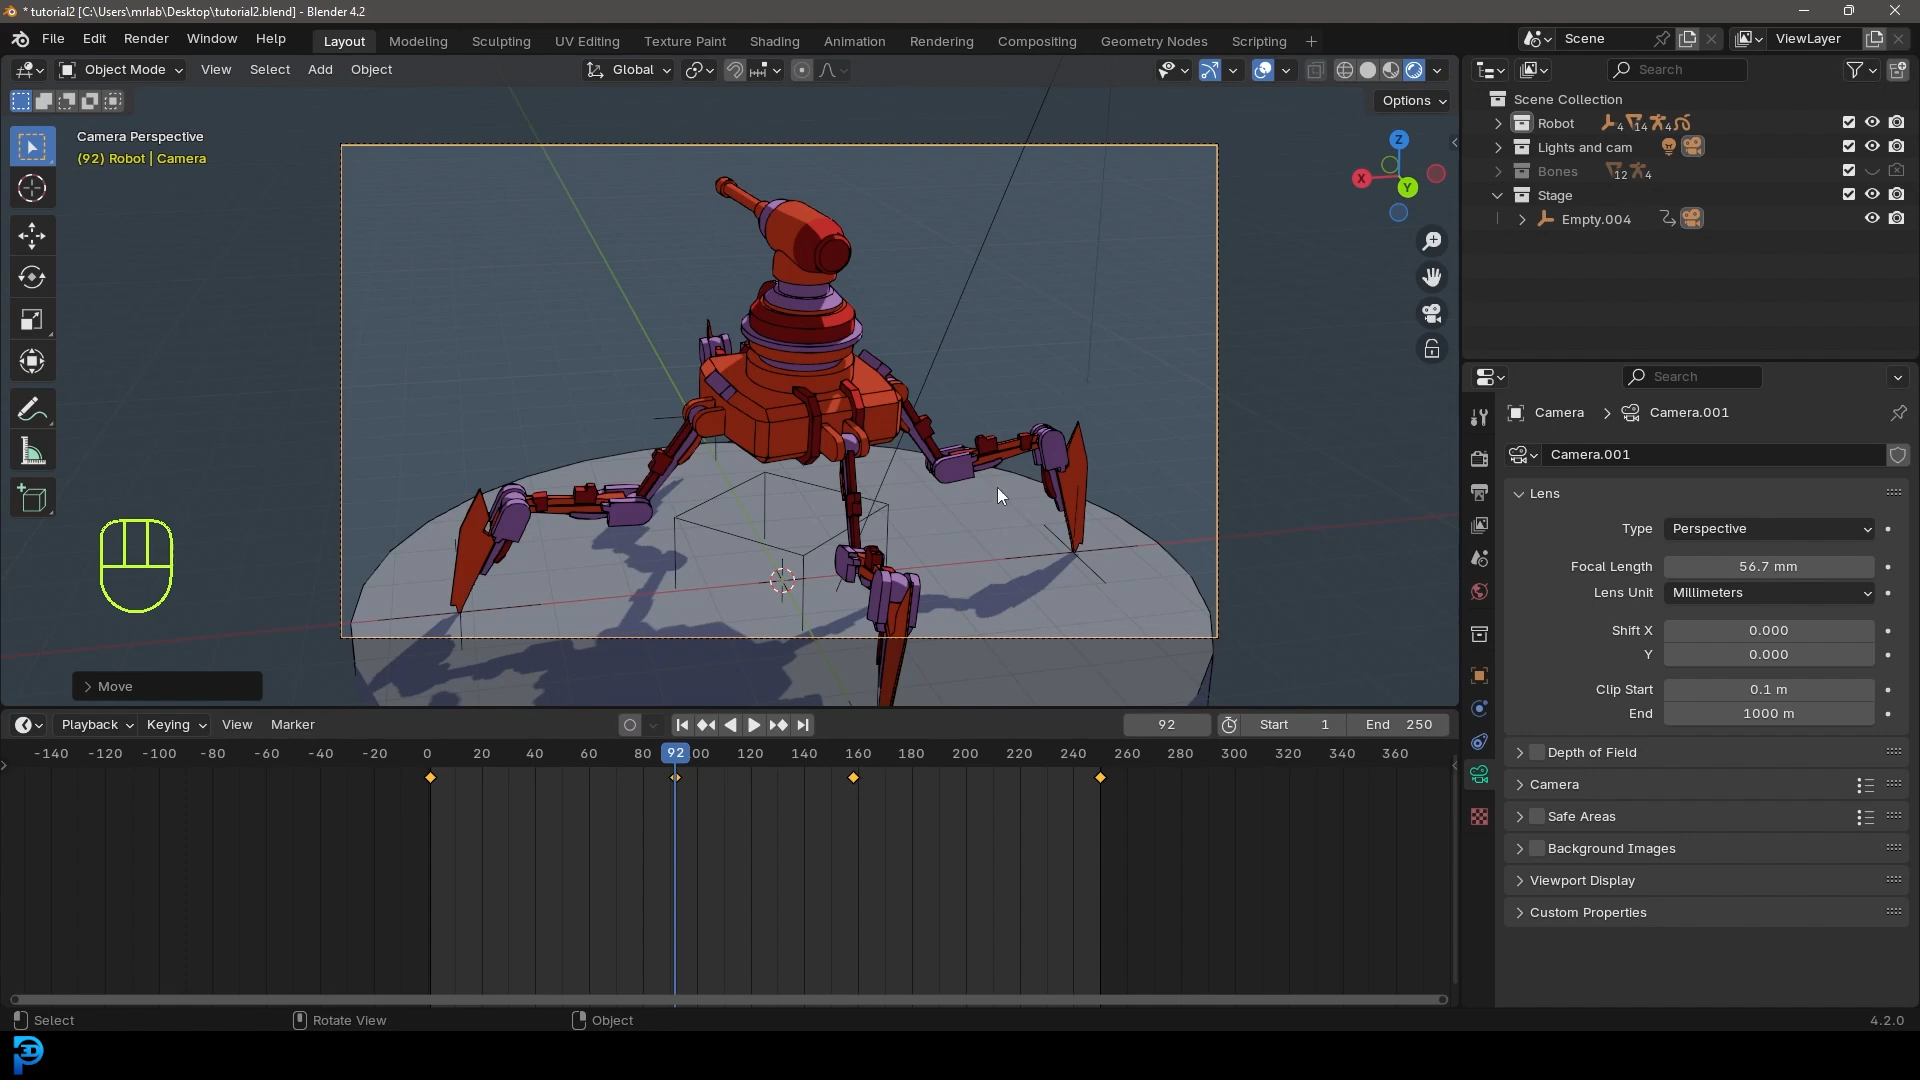 * tutorial2 [C:\Users\mrlab\Desktop\tutorial2.blend] - Blender 4.2
File Edit Render Window Help Layout Modeling Sculpting UV Editing Texture Paint Shading Animation Rendering Compositing Geometry Nodes Scripting + Scene ViewLayer
Object Mode View Select Add Object Global Search
Options
Scene Collection
Camera Perspective
(92) Robot | Camera
Robot 4 14 4
Lights and cam
Bones 12 4
Stage
Empty.004
Z
X
Y
Search
Camera > Camera.001
Camera.001
Lens
Type Perspective
Focal Length 56.7 mm
Lens Unit Millimeters
Shift X 0.000
Y 0.000
Clip Start 0.1 m
End 1000 m
Depth of Field
Camera
Safe Areas
Background Images
Viewport Display
Custom Properties
Move
Playback Keying View Marker 92 Start 1 End 250
-140 -120 -100 -80 -60 -40 -20 0 20 40 60 80 92 00 120 140 160 180 200 220 240 260 280 300 320 340 360
Select Rotate View Object 4.2.0
P3D